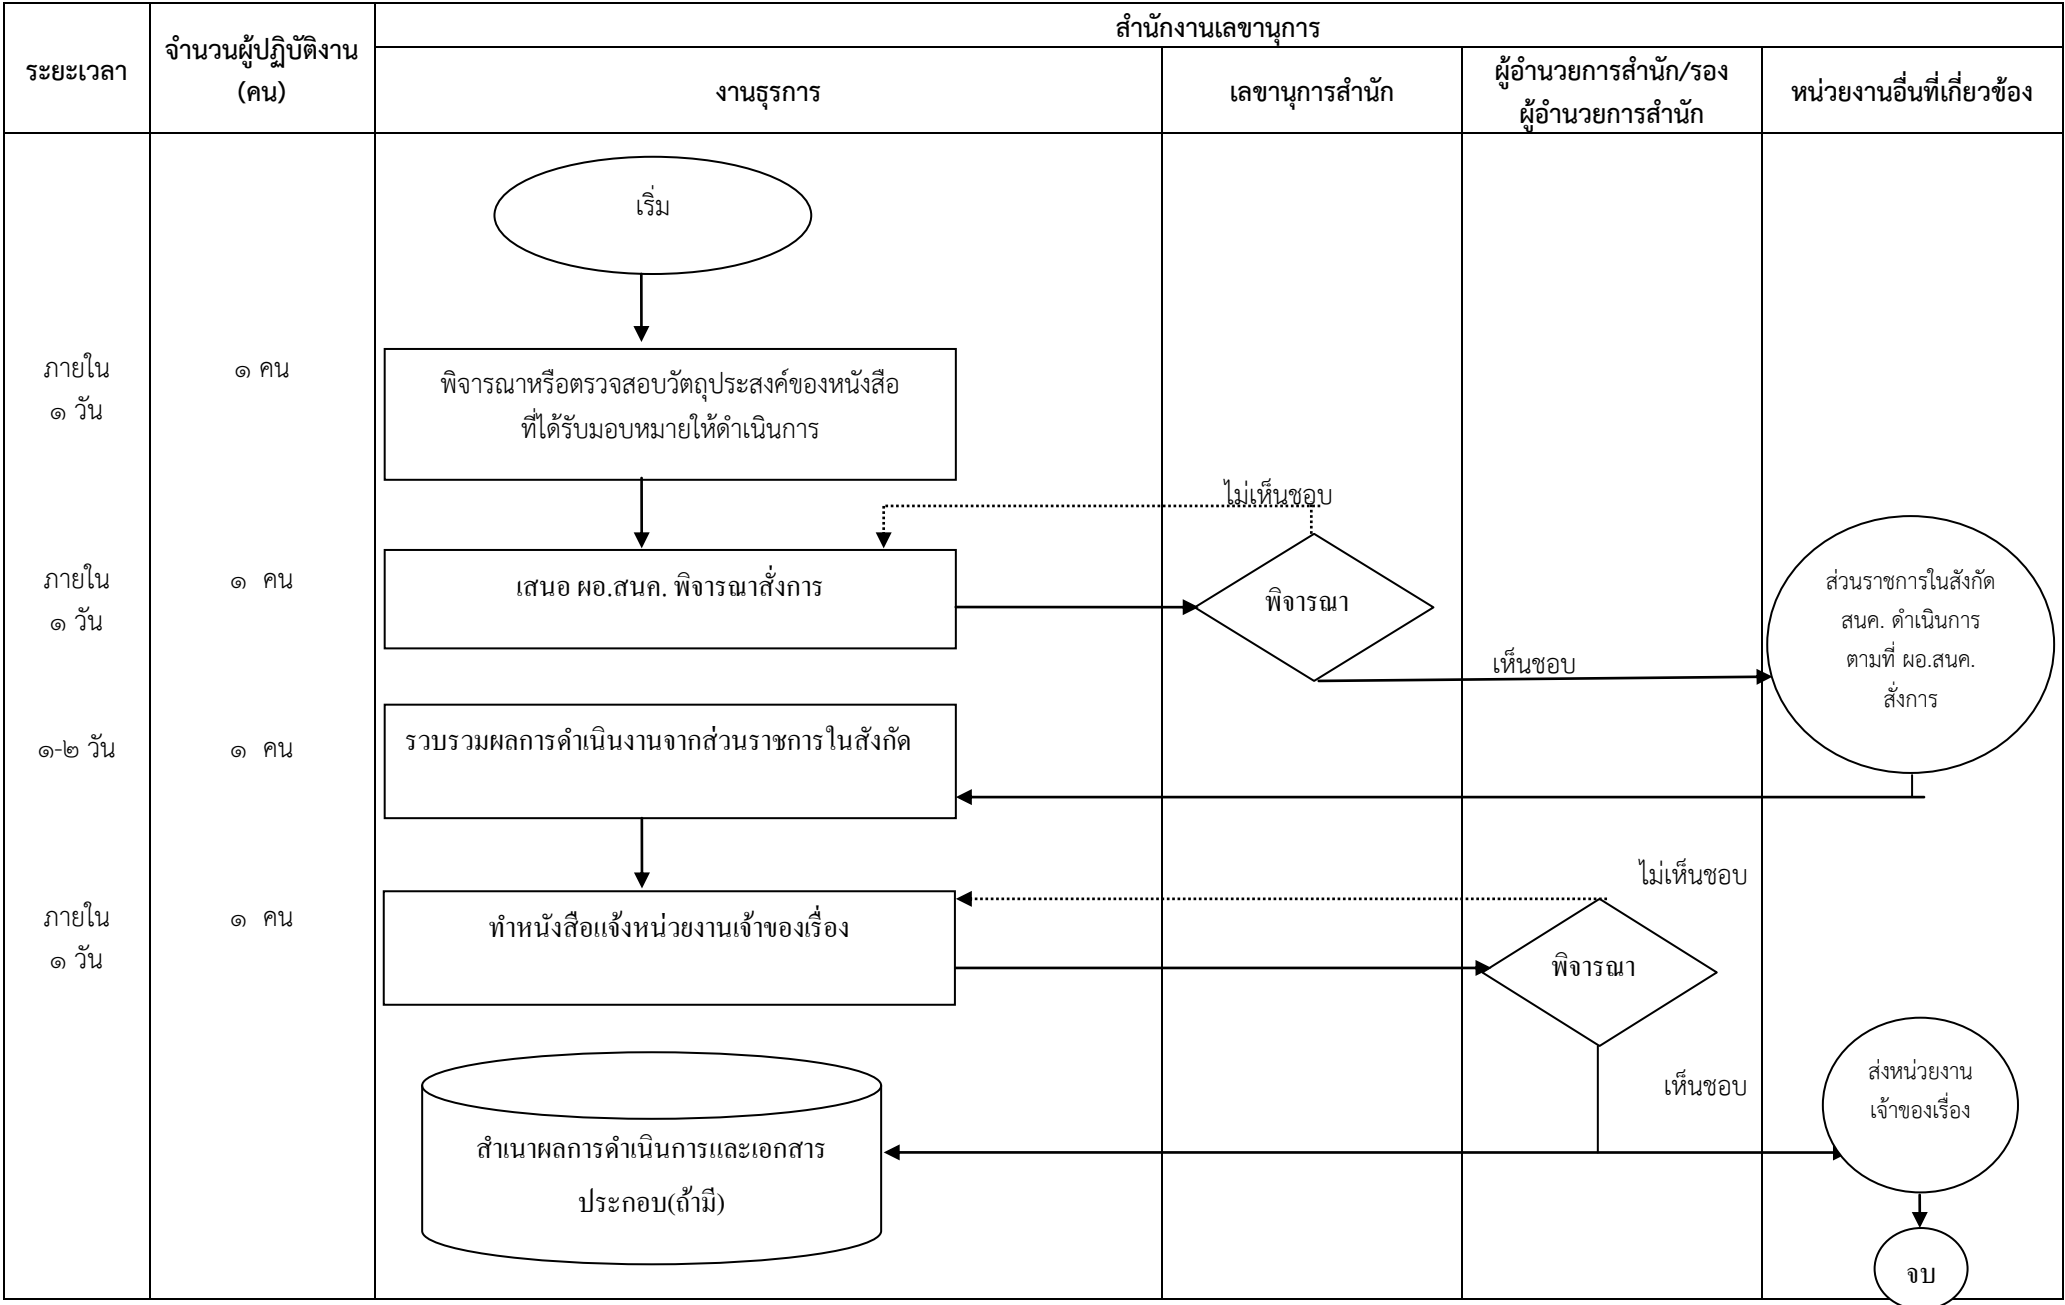 ระยะเวลา
จำนวนผู้ปฏิบัติงาน
(คน)
สำนักงานเลขานุการ
งานธุรการ
เลขานุการสำนัก
ผู้อำนวยการสำนัก/รอง
ผู้อำนวยการสำนัก
หน่วยงานอื่นที่เกี่ยวข้อง
เริ่ม
ภายใน
๑ วัน
๑ คน
พิจารณาหรือตรวจสอบวัตถุประสงค์ของหนังสือ
ที่ได้รับมอบหมายให้ดำเนินการ
ไม่เห็นชอบ
ภายใน
๑ วัน
๑ คน
เสนอ ผอ.สนค. พิจารณาสั่งการ
พิจารณา
เห็นชอบ
ส่วนราชการในสังกัด
สนค. ดำเนินการ
ตามที่ ผอ.สนค.
สั่งการ
๑-๒ วัน
๑ คน
รวบรวมผลการดำเนินงานจากส่วนราชการในสังกัด
ไม่เห็นชอบ
ภายใน
๑ วัน
๑ คน
ทำหนังสือแจ้งหน่วยงานเจ้าของเรื่อง
พิจารณา
เห็นชอบ
ส่งหน่วยงาน
เจ้าของเรื่อง
สำเนาผลการดำเนินการและเอกสาร
ประกอบ(ถ้ามี)
จบ